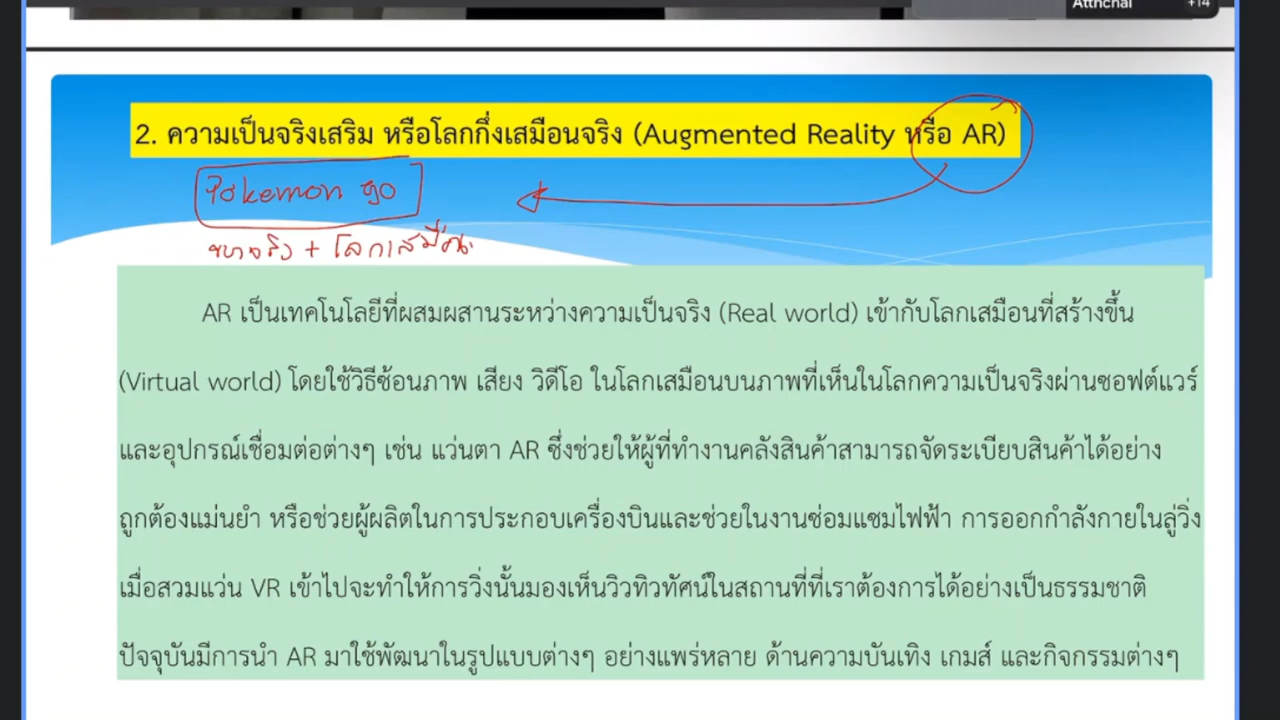 Atthchai
+14
2. ความเป็นจริงเสริม หรือโลกกึ่งเสมือนจริง (Augmented Reality หรือ AR)
Pokemon go
+ โลกเสมือน
AR เป็นเทคโนโลยีที่ผสมผสานระหว่างความเป็นจริง (Real world) เข้ากับโลกเสมือนที่สร้างขึ้น
(Virtual world) โดยใช้วิธีซ้อนภาพ เสียง วิดีโอ ในโลกเสมือนบนภาพที่เห็นในโลกความเป็นจริงผ่านซอฟต์แวร์
และอุปกรณ์เชื่อมต่อต่างๆ เช่น แว่นตา AR ซึ่งช่วยให้ผู้ที่ทำงานคลังสินค้าสามารถจัดระเบียบสินค้าได้อย่าง
ถูกต้องแม่นยำ หรือช่วยผู้ผลิตในการประกอบเครื่องบินและช่วยในงานซ่อมแซมไฟฟ้า การออกกำลังกายในลู่วิ่ง
เมื่อสวมแว่น VR เข้าไปจะทำให้การวิ่งนั้นมองเห็นวิวทิวทัศน์ในสถานที่ที่เราต้องการได้อย่างเป็นธรรมชาติ
ปัจจุบันมีการนำ AR มาใช้พัฒนาในรูปแบบต่างๆ อย่างแพร่หลาย ด้านความบันเทิง เกมส์ และกิจกรรมต่างๆ